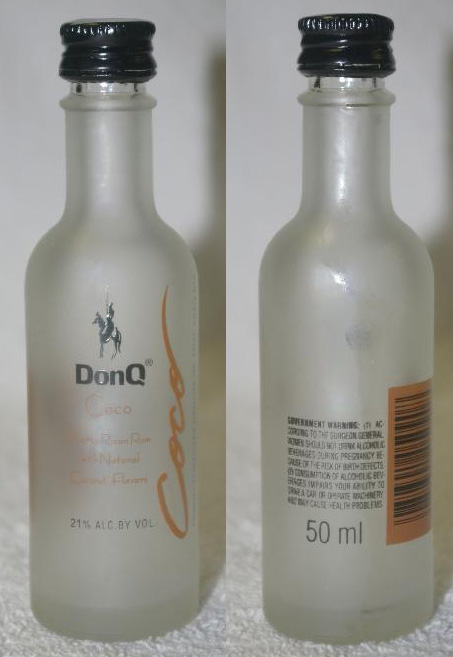 DonQ®
Coco
Puerto Rican Rum
with Natural
Coconut Flavors
Coco
21% ALC. BY VOL.
GOVERNMENT WARNING: (1) AC-
CORDING TO THE SURGEON GENERAL,
WOMEN SHOULD NOT DRINK ALCOHOLIC
BEVERAGES DURING PREGNANCY BE-
CAUSE OF THE RISK OF BIRTH DEFECTS.
(2) CONSUMPTION OF ALCOHOLIC BEV-
ERAGES IMPAIRS YOUR ABILITY TO
DRIVE A CAR OR OPERATE MACHINERY,
AND MAY CAUSE HEALTH PROBLEMS.
50 ml